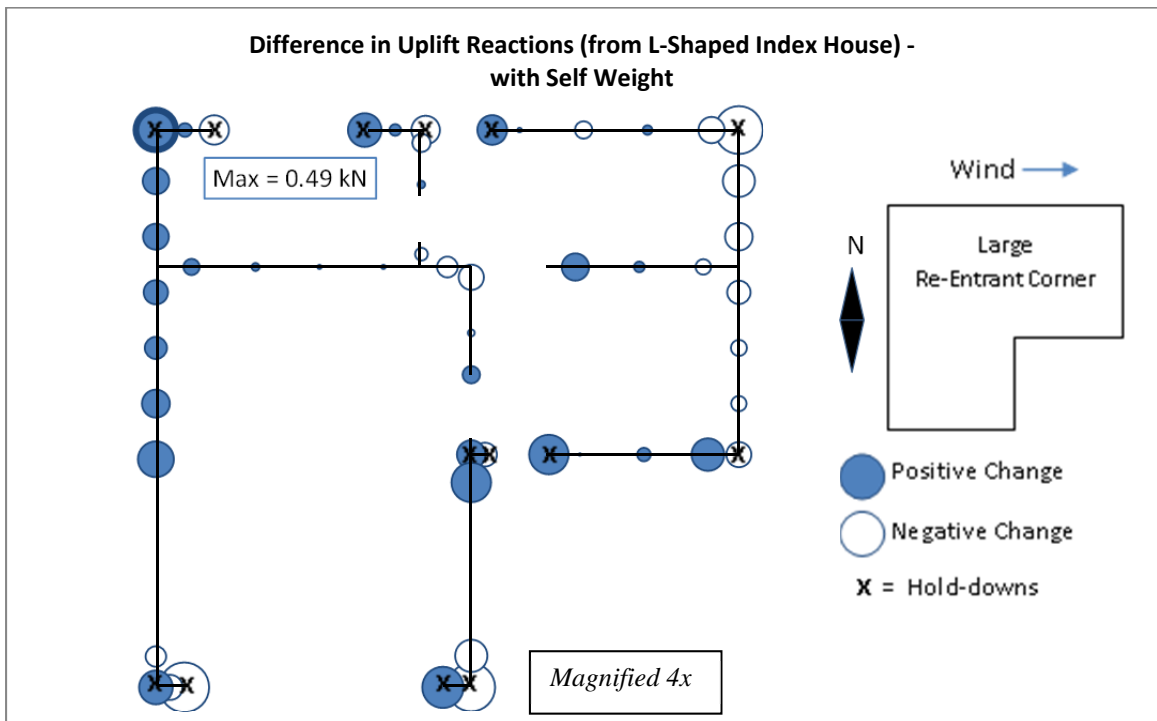 Difference in Uplift Reactions (from L-Shaped Index House) -
with Self Weight
X X X X X X
Max = 0.49 kN
Wind
Large
Re-Entrant Corner
N
X X X X
Positive Change
Negative Change
X = Hold-downs
X X X X
Magnified 4x